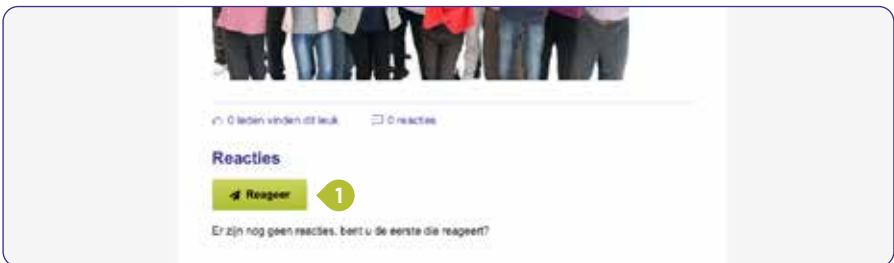 0 leden vinden dit leuk 0 reacties
Reacties
Reageer 1
Er zijn nog geen reacties, bent u de eerste die reageert?